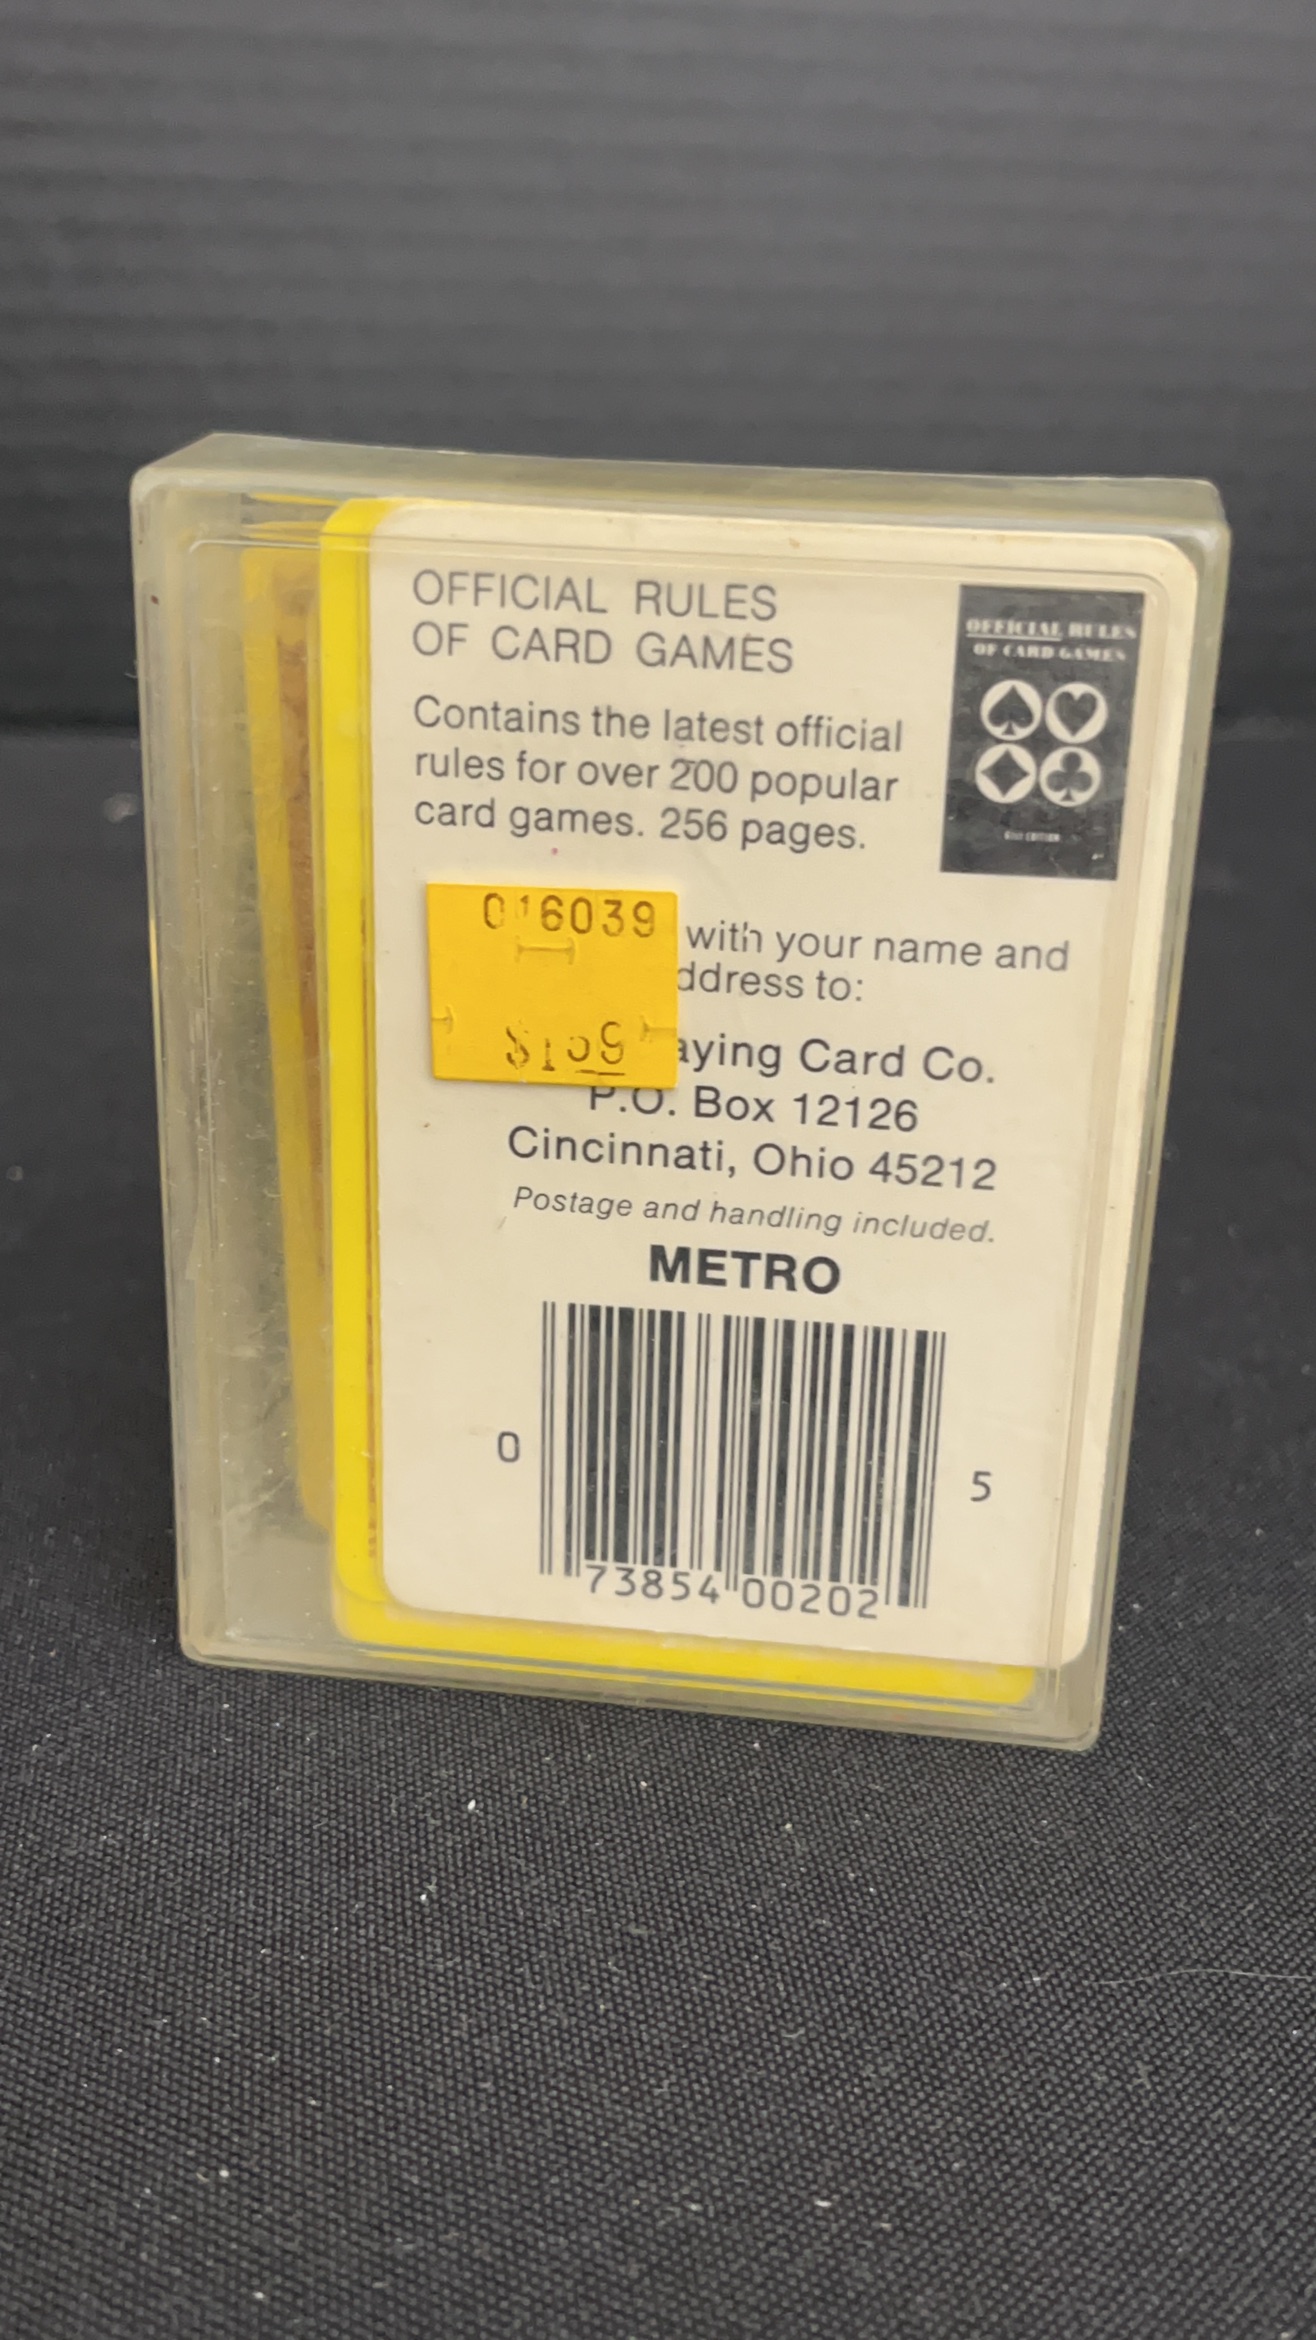 OFFICIAL RULES
OF CARD GAMES
OFFICIAL RULES
OF CARD GAMES
Contains the latest official
rules for over 200 popular
card games. 256 pages.
016039
with your name and
ddress to:
aying Card Co.
P.O. Box 12126
Cincinnati, Ohio 45212
Postage and handling included.
METRO
0 73854 00202 5